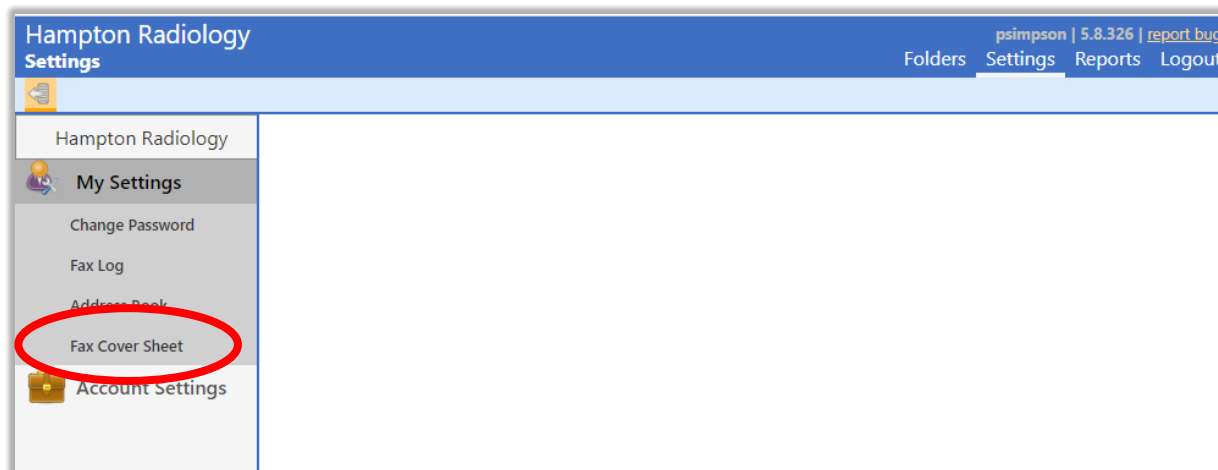 Hampton Radiology
psimpson | 5.8.326 | report bug
Settings
Folders Settings Reports Logout
Hampton Radiology
My Settings
Change Password
Fax Log
Address Book
Fax Cover Sheet
Account Settings